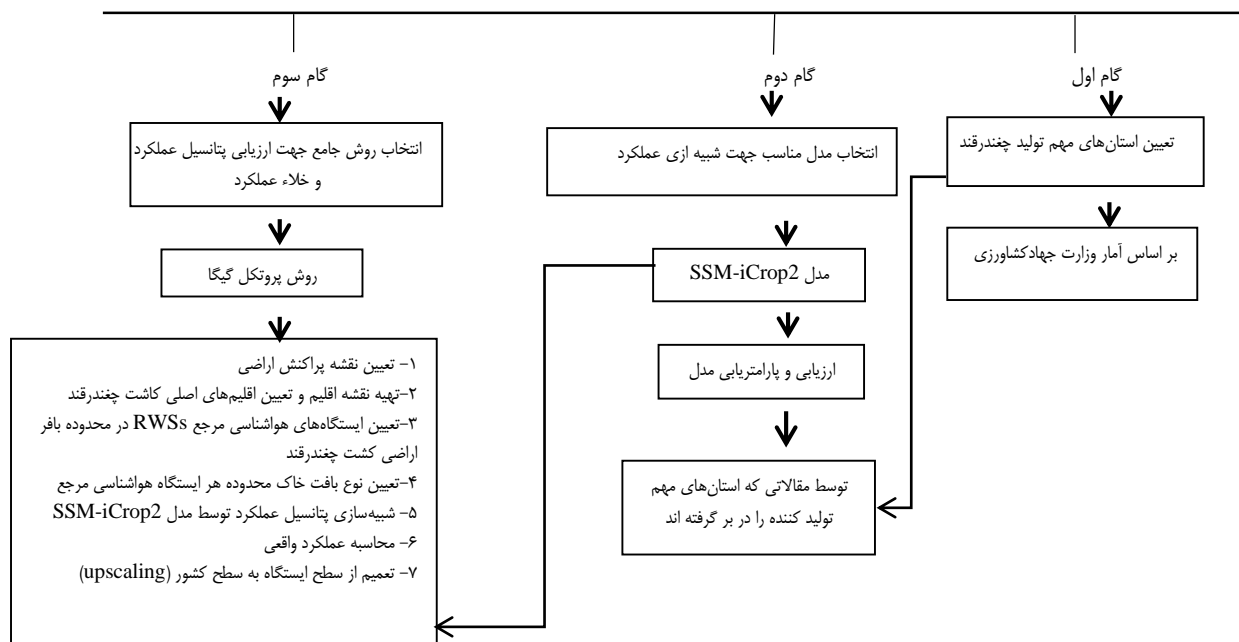 گام اول
تعیین استان‌های مهم تولید چغندرقند
بر اساس آمار وزارت جهادکشاورزی
گام دوم
انتخاب مدل مناسب جهت شبیه ازی عملکرد
مدل SSM-iCrop2
ارزیابی و پارامتریابی مدل
توسط مقالاتی که استان‌های مهم
تولید کننده را در بر گرفته اند
گام سوم
انتخاب روش جامع جهت ارزیابی پتانسیل عملکرد
و خلاء عملکرد
روش پروتکل گیگا
۱- تعیین نقشه پراکنش اراضی
۲-تهیه نقشه اقلیم و تعیین اقلیم‌های اصلی کاشت چغندرقند
۳-تعیین ایستگاه‌های هواشناسی مرجع RWSs در محدوده بافر
اراضی کشت چغندرقند
۴-تعیین نوع بافت خاک محدوده هر ایستگاه هواشناسی مرجع
۵- شبیه‌سازی پتانسیل عملکرد توسط مدل SSM-iCrop2
۶- محاسبه عملکرد واقعی
۷- تعمیم از سطح ایستگاه به سطح کشور (upscaling)